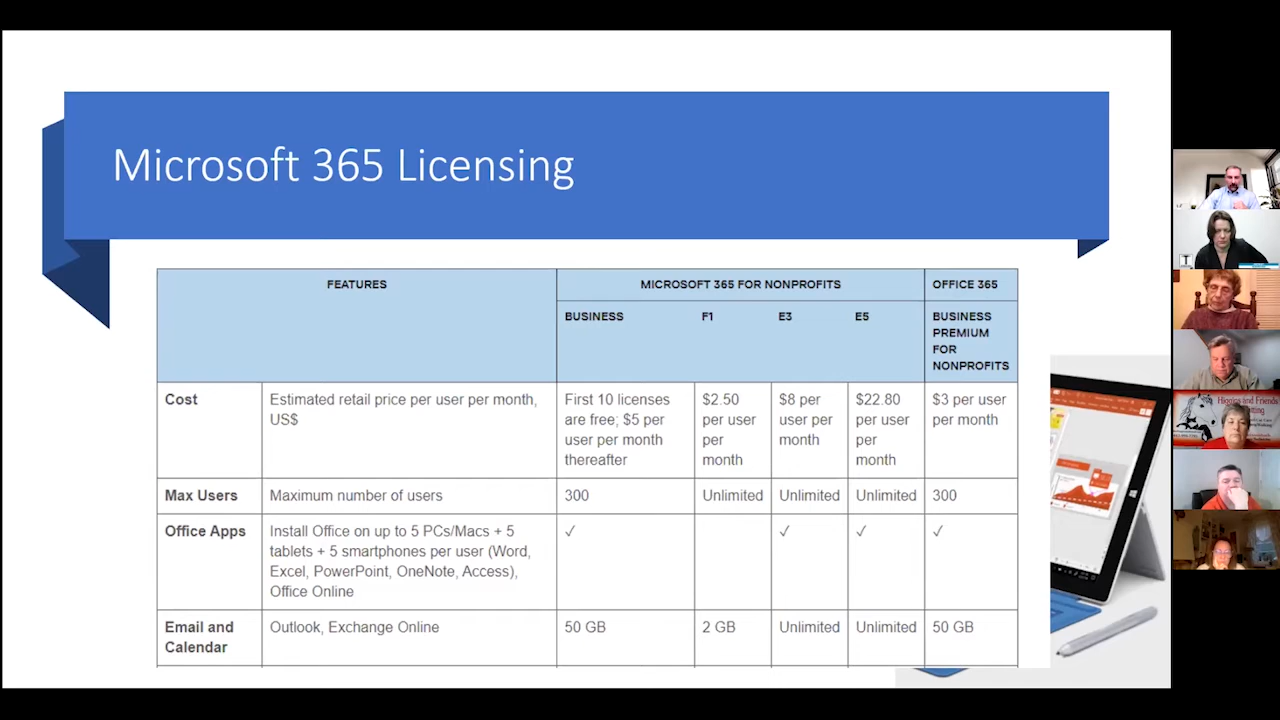 Microsoft 365 Licensing
FEATURES
MICROSOFT 365 FOR NONPROFITS
OFFICE 365
BUSINESS
F1
E3
E5
BUSINESS
PREMIUM
FOR
NONPROFITS
Cost
Estimated retail price per user per month,
US$
First 10 licenses
are free; $5 per
user per month
thereafter
$2.50
per user
per
month
$8 per
user per
month
$22.80
per user
per
month
$3 per user
per month
Max Users
Maximum number of users
300
Unlimited
Unlimited
Unlimited
300
Office Apps
Install Office on up to 5 PCs/Macs + 5
tablets + 5 smartphones per user (Word,
Excel, PowerPoint, OneNote, Access),
Office Online
✓
✓
✓
✓
Email and
Calendar
Outlook, Exchange Online
50 GB
2 GB
Unlimited
Unlimited
50 GB
Higgins and Friends